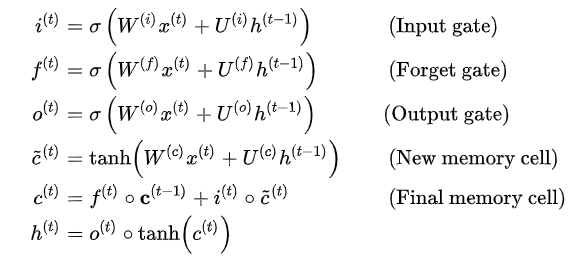 i^{(t)} = σ(W^{(i)}x^{(t)} + U^{(i)}h^{(t−1)}) (Input gate)
f^{(t)} = σ(W^{(f)}x^{(t)} + U^{(f)}h^{(t−1)}) (Forget gate)
o^{(t)} = σ(W^{(o)}x^{(t)} + U^{(o)}h^{(t−1)}) (Output gate)
c̃^{(t)} = tanh(W^{(c)}x^{(t)} + U^{(c)}h^{(t−1)}) (New memory cell)
c^{(t)} = f^{(t)} ∘ 𝐜^{(t−1)} + i^{(t)} ∘ c̃^{(t)} (Final memory cell)
h^{(t)} = o^{(t)} ∘ tanh(c^{(t)})